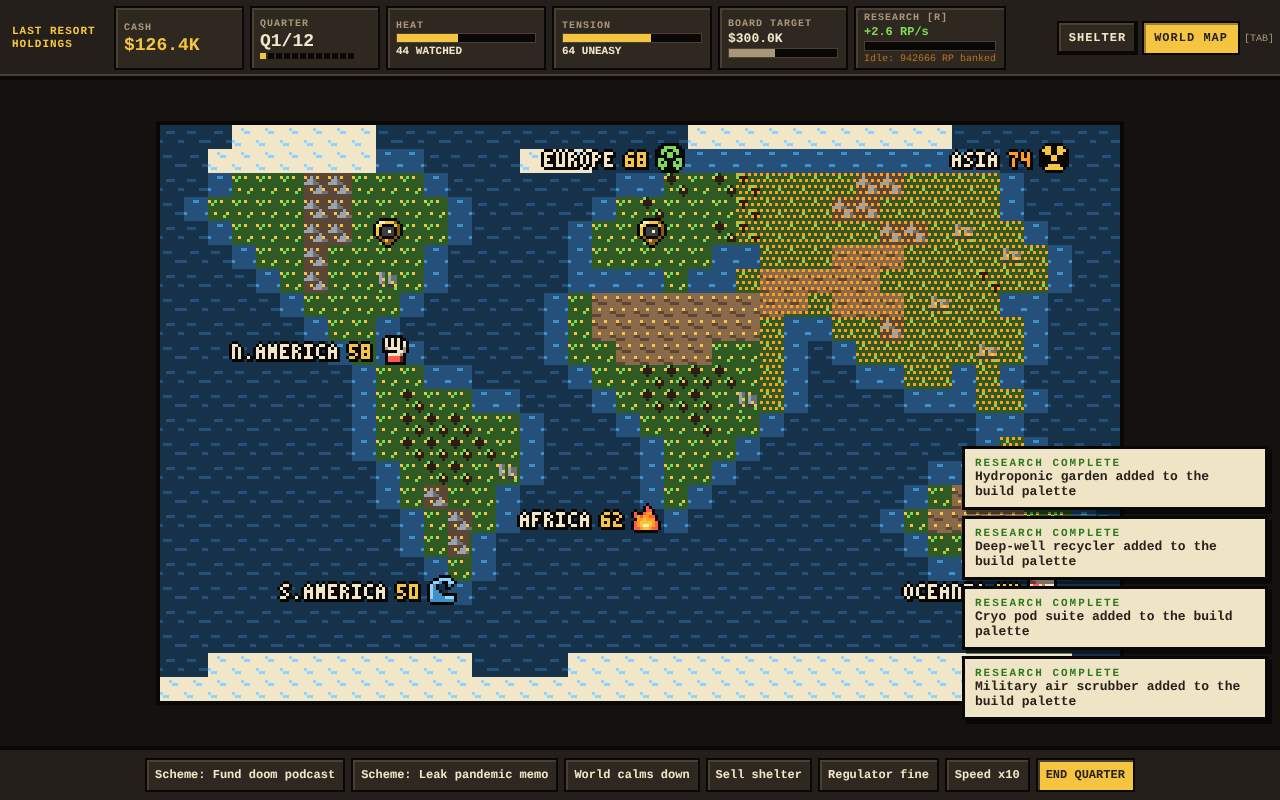 LAST RESORT
HOLDINGS
CASH
$126.4K
QUARTER
Q1/12
HEAT
44 WATCHED
TENSION
64 UNEASY
BOARD TARGET
$300.0K
RESEARCH [R]
+2.6 RP/s
Idle: 942666 RP banked
SHELTER
WORLD MAP
[TAB]
EUROPE 68
ASIA 74
N.AMERICA 58
AFRICA 62
S.AMERICA 50
OCEAN
RESEARCH COMPLETE
Hydroponic garden added to the
build palette
RESEARCH COMPLETE
Deep-well recycler added to the
build palette
RESEARCH COMPLETE
Cryo pod suite added to the build
palette
RESEARCH COMPLETE
Military air scrubber added to the
build palette
Scheme: Fund doom podcast
Scheme: Leak pandemic memo
World calms down
Sell shelter
Regulator fine
Speed x10
END QUARTER